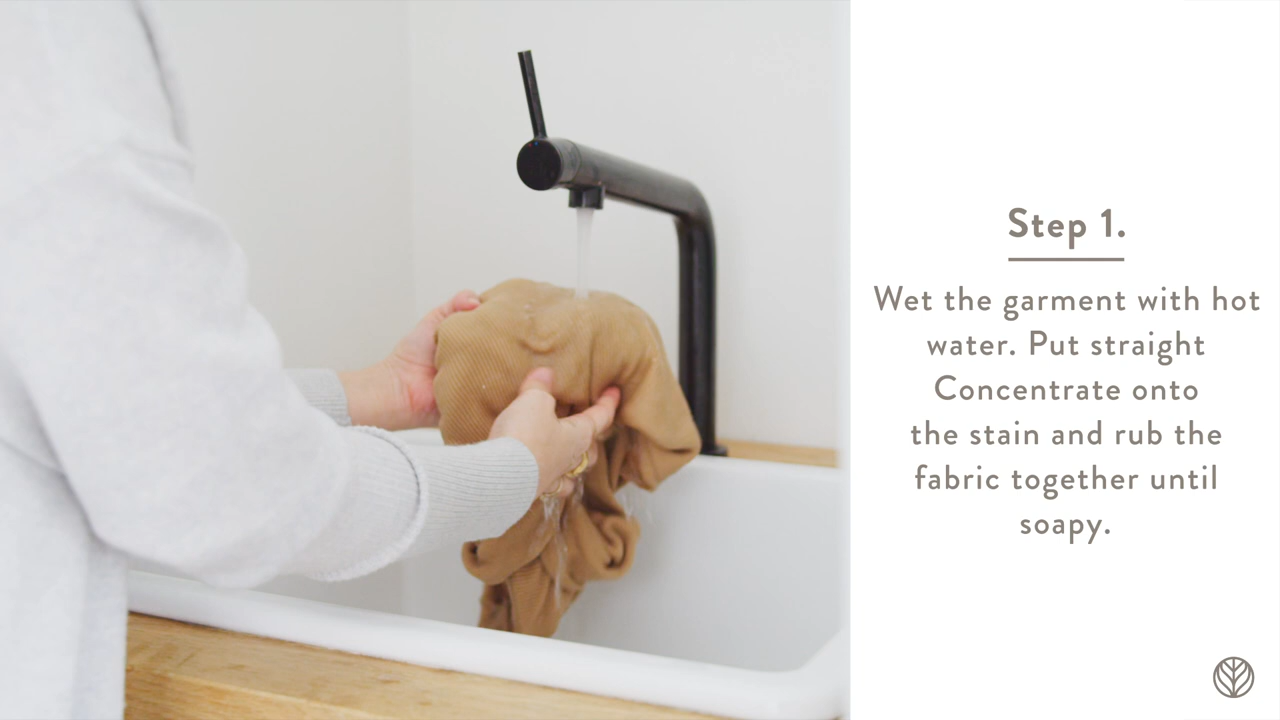 Step 1.
Wet the garment with hot
water. Put straight
Concentrate onto
the stain and rub the
fabric together until
soapy.